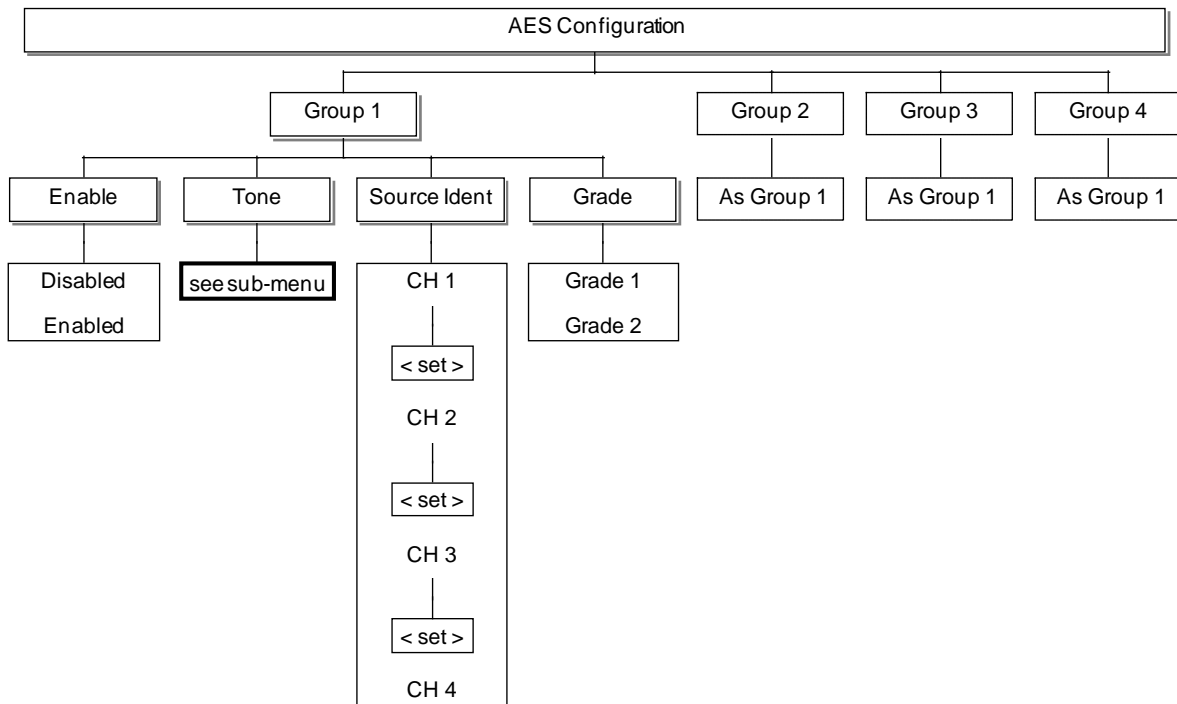 AES Configuration
Group 1
Group 2
Group 3
Group 4
Enable
Tone
Source Ident
Grade
As Group 1
As Group 1
As Group 1
Disabled
Enabled
see sub-menu
CH 1
< set >
CH 2
< set >
CH 3
< set >
CH 4
Grade 1
Grade 2